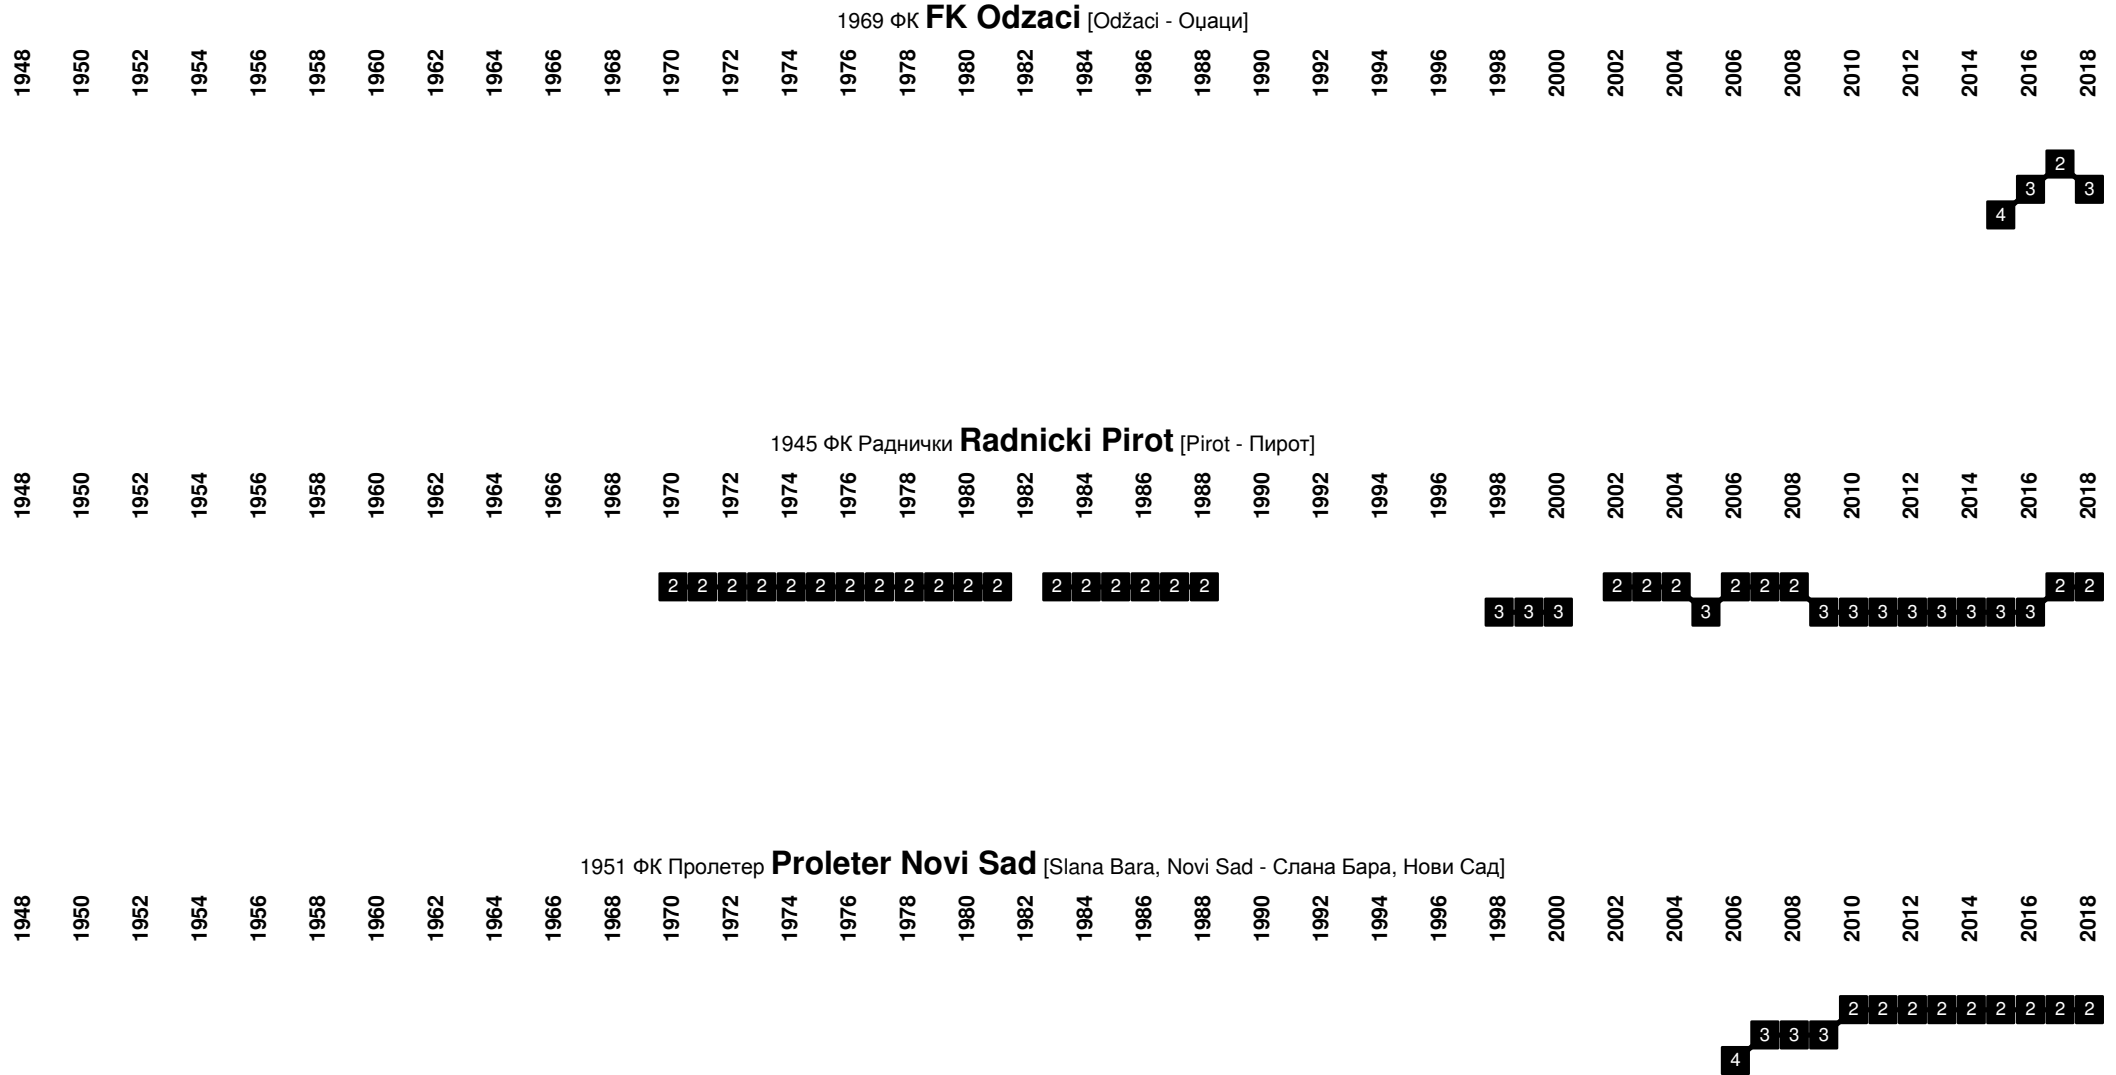 1969 ФК FK Odzaci [Odžaci - Оџаци]
1948 1950 1952 1954 1956 1958 1960 1962 1964 1966 1968 1970 1972 1974 1976 1978 1980 1982 1984 1986 1988 1990 1992 1994 1996 1998 2000 2002 2004 2006 2008 2010 2012 2014 2016 2018
2
3 3
4
1945 ФК Раднички Radnicki Pirot [Pirot - Пирот]
1948 1950 1952 1954 1956 1958 1960 1962 1964 1966 1968 1970 1972 1974 1976 1978 1980 1982 1984 1986 1988 1990 1992 1994 1996 1998 2000 2002 2004 2006 2008 2010 2012 2014 2016 2018
2 2 2 2 2 2 2 2 2 2 2 2 2 2 2 2 2 2 2 2 2 2 2 2 2 2
3 3 3 3 3 3 3 3 3 3 3 3
1951 ФК Пролетер Proleter Novi Sad [Slana Bara, Novi Sad - Слана Бара, Нови Сад]
1948 1950 1952 1954 1956 1958 1960 1962 1964 1966 1968 1970 1972 1974 1976 1978 1980 1982 1984 1986 1988 1990 1992 1994 1996 1998 2000 2002 2004 2006 2008 2010 2012 2014 2016 2018
2 2 2 2 2 2 2 2 2
3 3 3
4